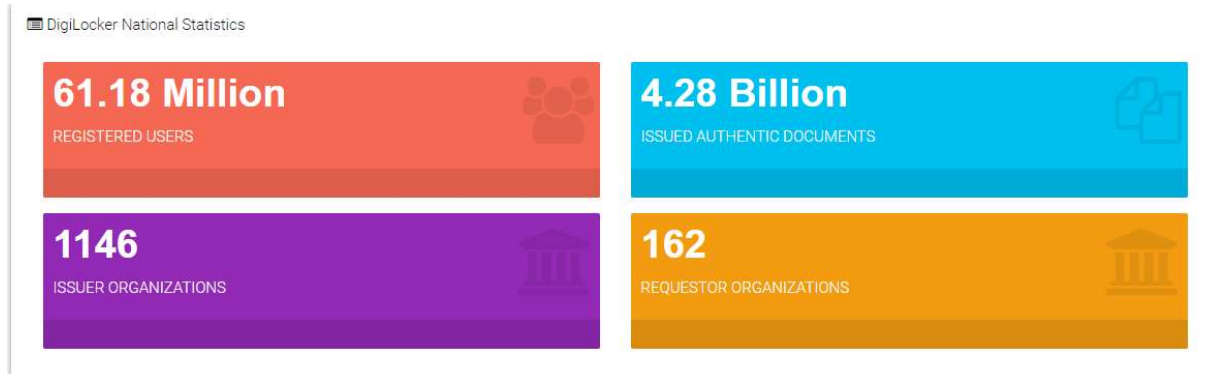 DigiLocker National Statistics
61.18 Million
REGISTERED USERS
4.28 Billion
ISSUED AUTHENTIC DOCUMENTS
1146
ISSUER ORGANIZATIONS
162
REQUESTOR ORGANIZATIONS